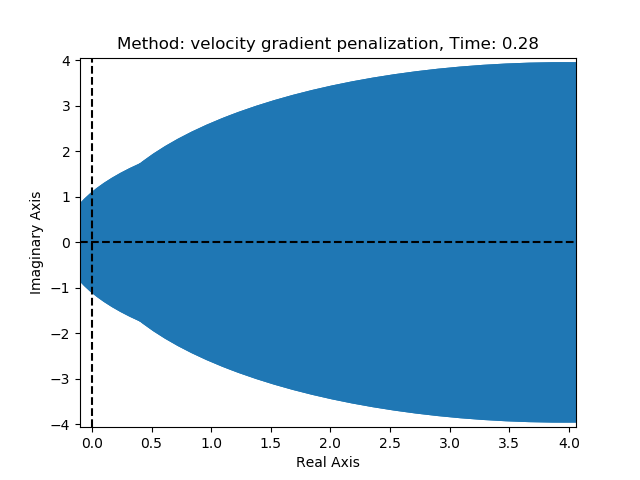 Method: velocity gradient penalization, Time: 0.28
4
3
2
1
0
−1
−2
−3
−4
Imaginary Axis
0.0 0.5 1.0 1.5 2.0 2.5 3.0 3.5 4.0
Real Axis